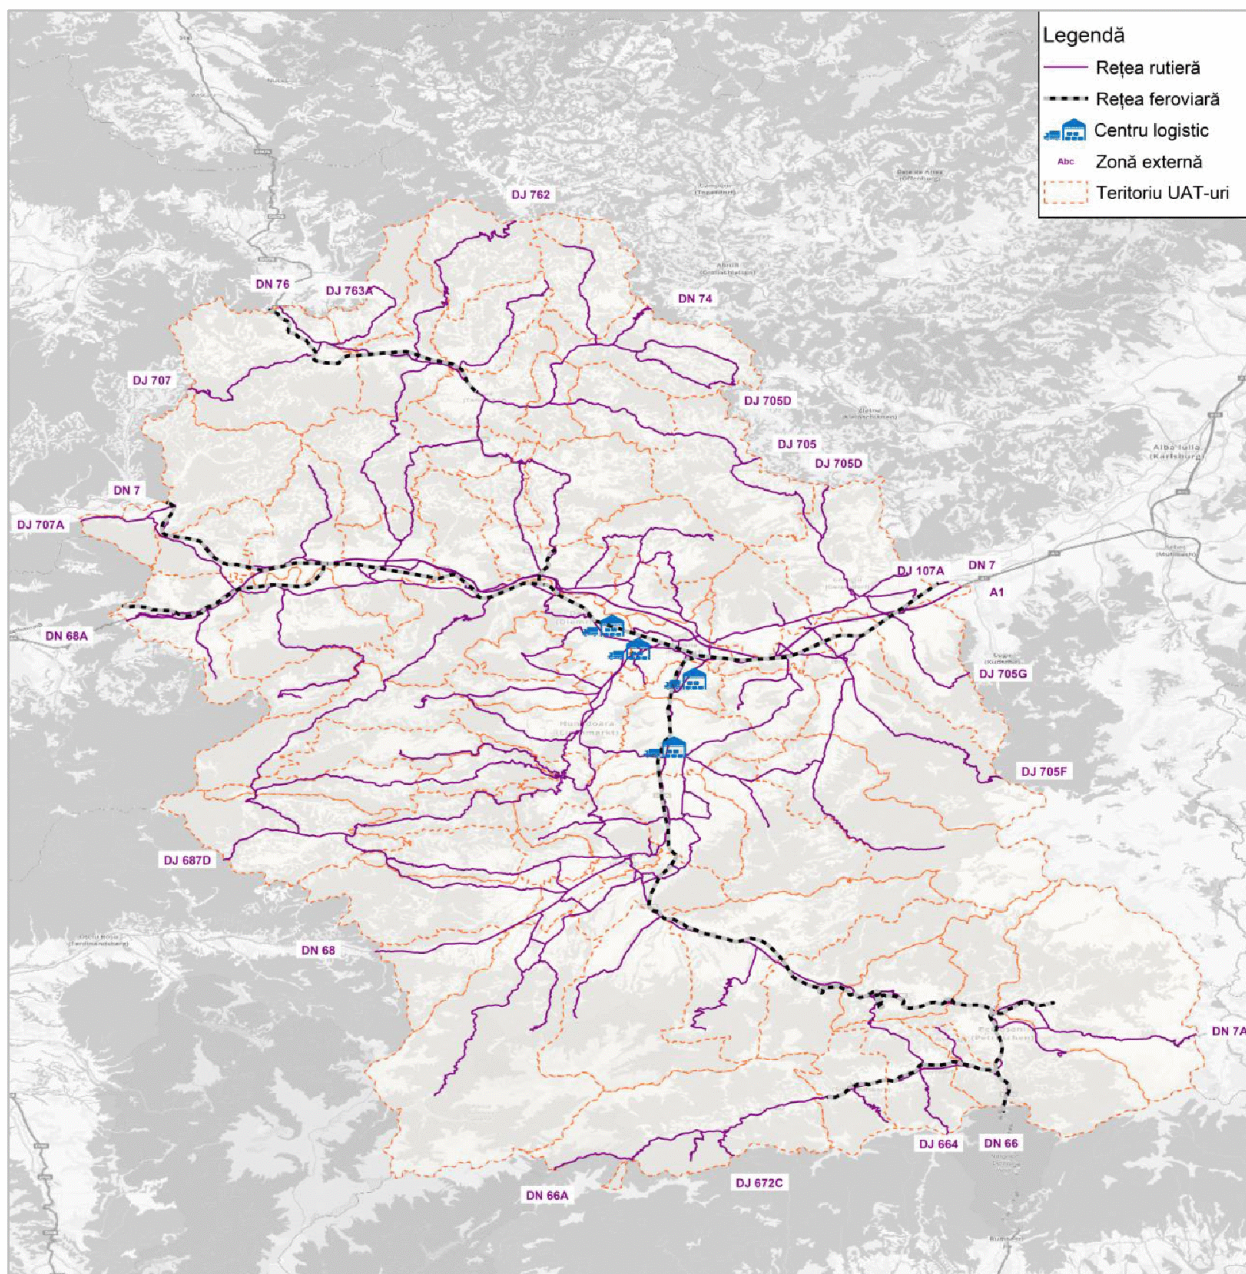 Legendă
Rețea rutieră
Rețea feroviară
Centru logistic
Abc Zonă externă
Teritoriu UAT-uri
DJ 762
DN 76
DJ 763A
DN 74
DJ 707
DJ 705D
DJ 705
DJ 705D
Alba Iulia
(Karlsburg)
DN 7
DJ 707A
DJ 107A
DN 7
A1
DN 68A
DJ 705G
DJ 705F
DJ 687D
DN 68
DN 7A
DJ 664
DN 66
DJ 672C
DN 66A